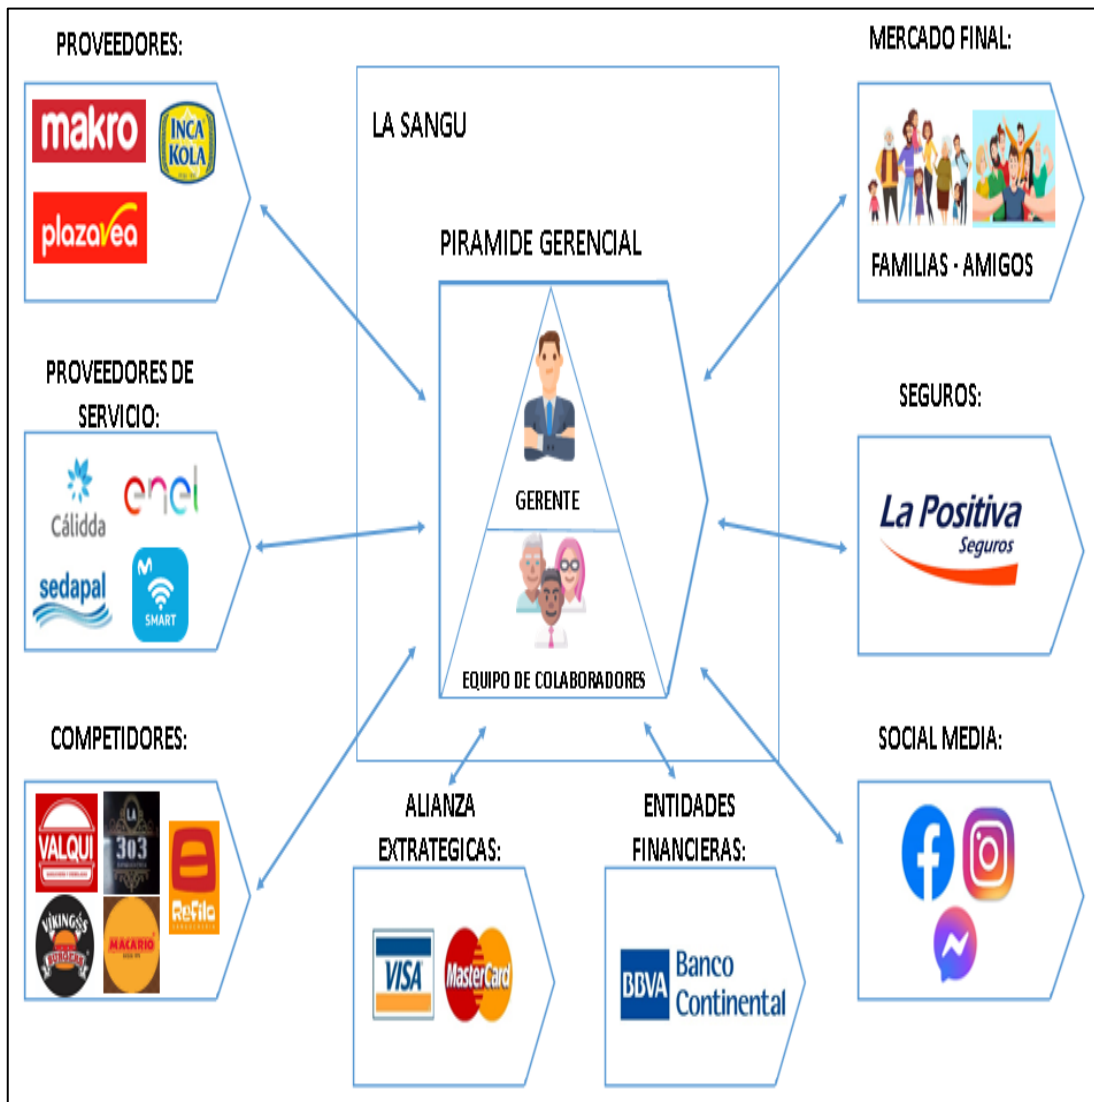 PROVEEDORES:
makro
INCA
KOLA
plazavea
LA SANGU
PIRAMIDE GERENCIAL
GERENTE
EQUIPO DE COLABORADORES
MERCADO FINAL:
FAMILIAS - AMIGOS
PROVEEDORES DE
SERVICIO:
Cálidda
enel
sedapal
SMART
SEGUROS:
La Positiva
Seguros
COMPETIDORES:
VALQUI
LA
303
Refilo
VIKINGOS
BURGERS
MACARIO
ALIANZA
EXTRATEGICAS:
VISA
MasterCard
ENTIDADES
FINANCIERAS:
BBVA
Banco
Continental
SOCIAL MEDIA: